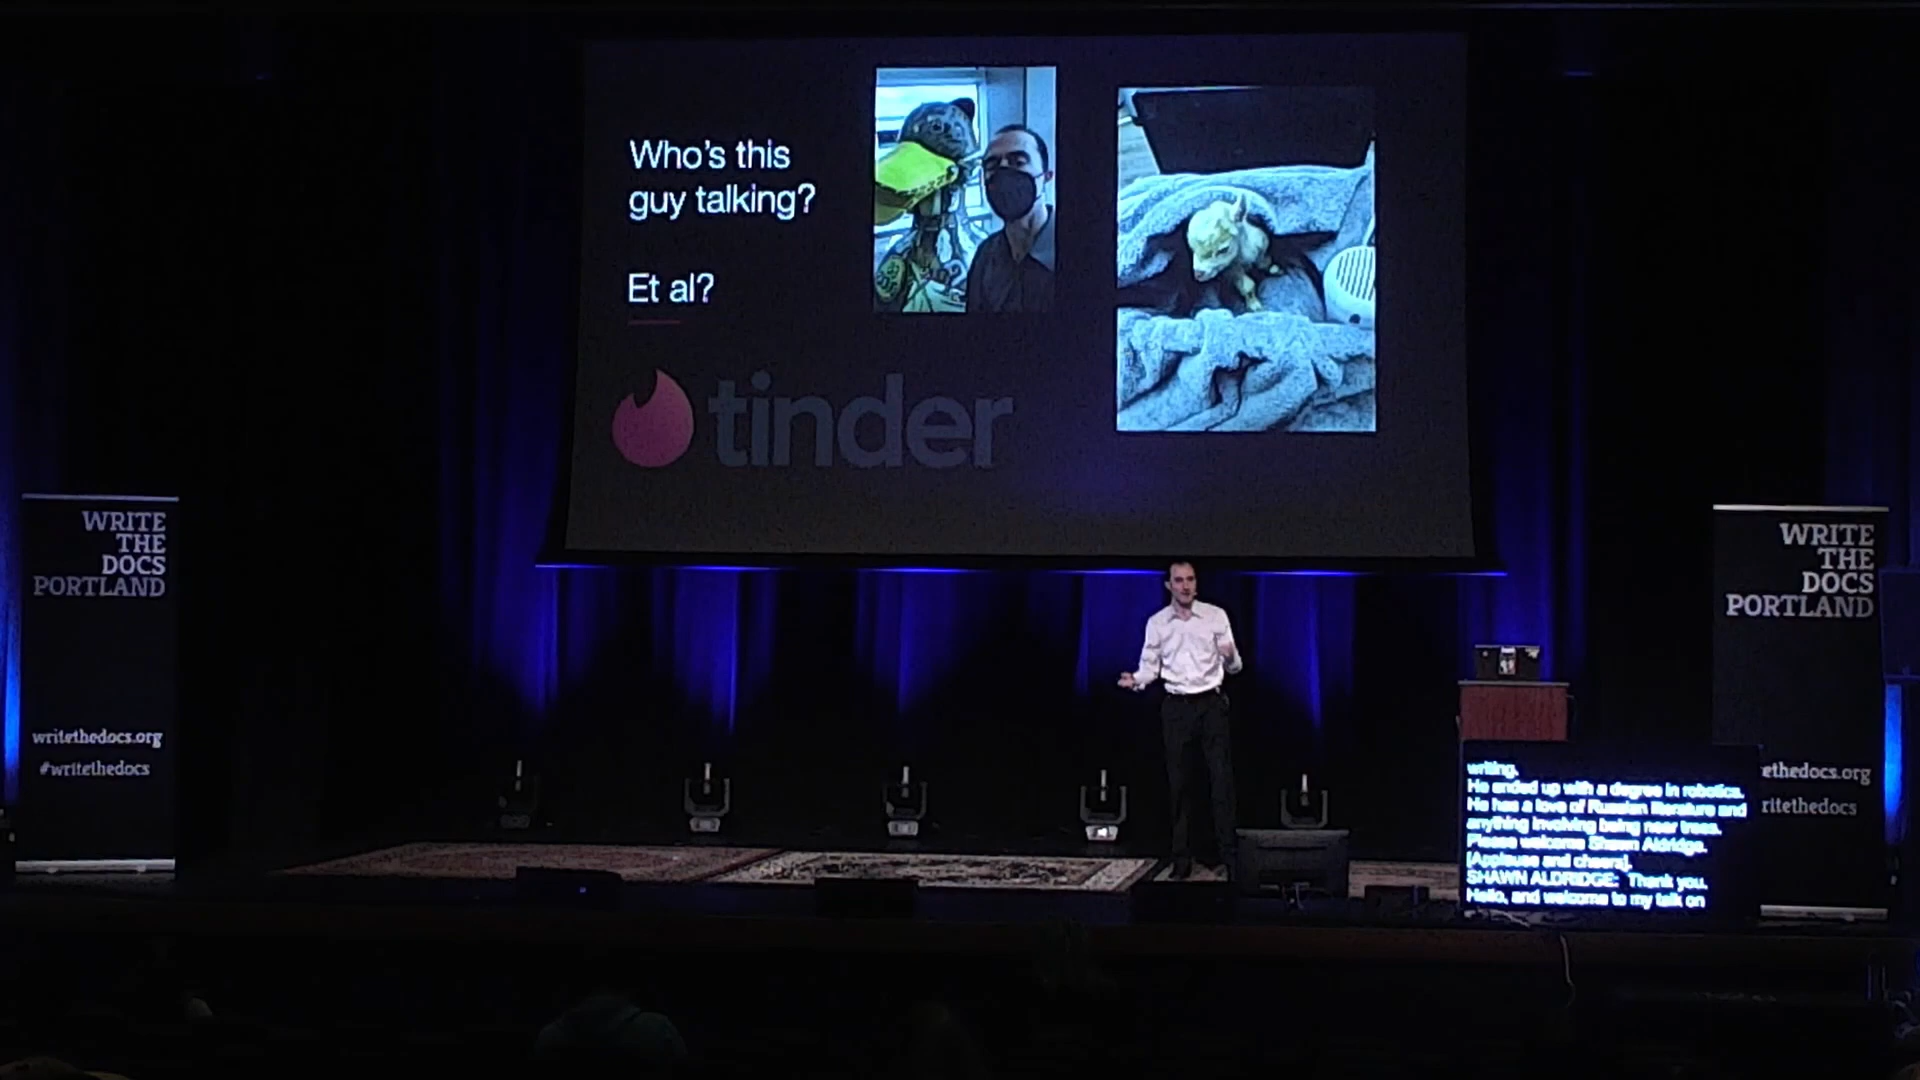 Who's this
guy talking?
Et al?
tinder
WRITE
THE
DOCS
PORTLAND
writethedocs.org
#writethedocs
WRITE
THE
DOCS
PORTLAND
ethedocs.org
ritethedocs
writing.
He ended up with a degree in robotics.
He has a love of Russian literature and
anything involving being near trees.
Please welcome Shawn Aldridge.
[Applause and cheers].
SHAWN ALDRIDGE: Thank you.
Hello, and welcome to my talk on